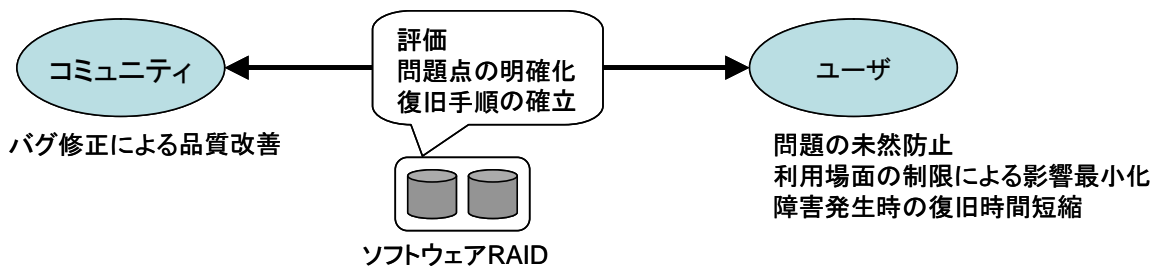 コミュニティ
バグ修正による品質改善
評価
問題点の明確化
復旧手順の確立
ソフトウェアRAID
ユーザ
問題の未然防止
利用場面の制限による影響最小化
障害発生時の復旧時間短縮